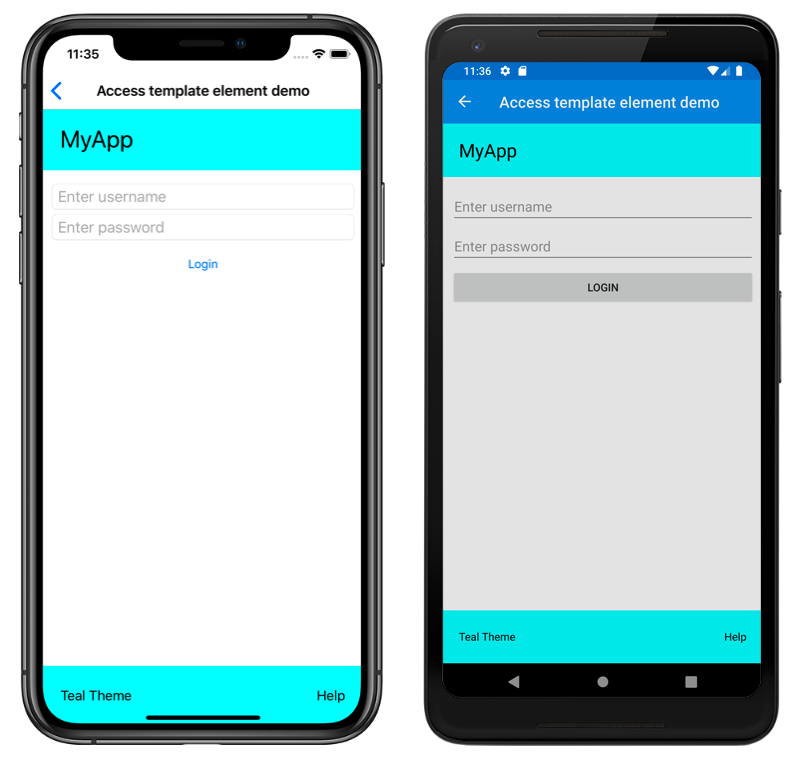 11:35
Access template element demo
MyApp
Enter username
Enter password
Login
Teal Theme
Help
11:36
Access template element demo
MyApp
Enter username
Enter password
LOGIN
Teal Theme
Help